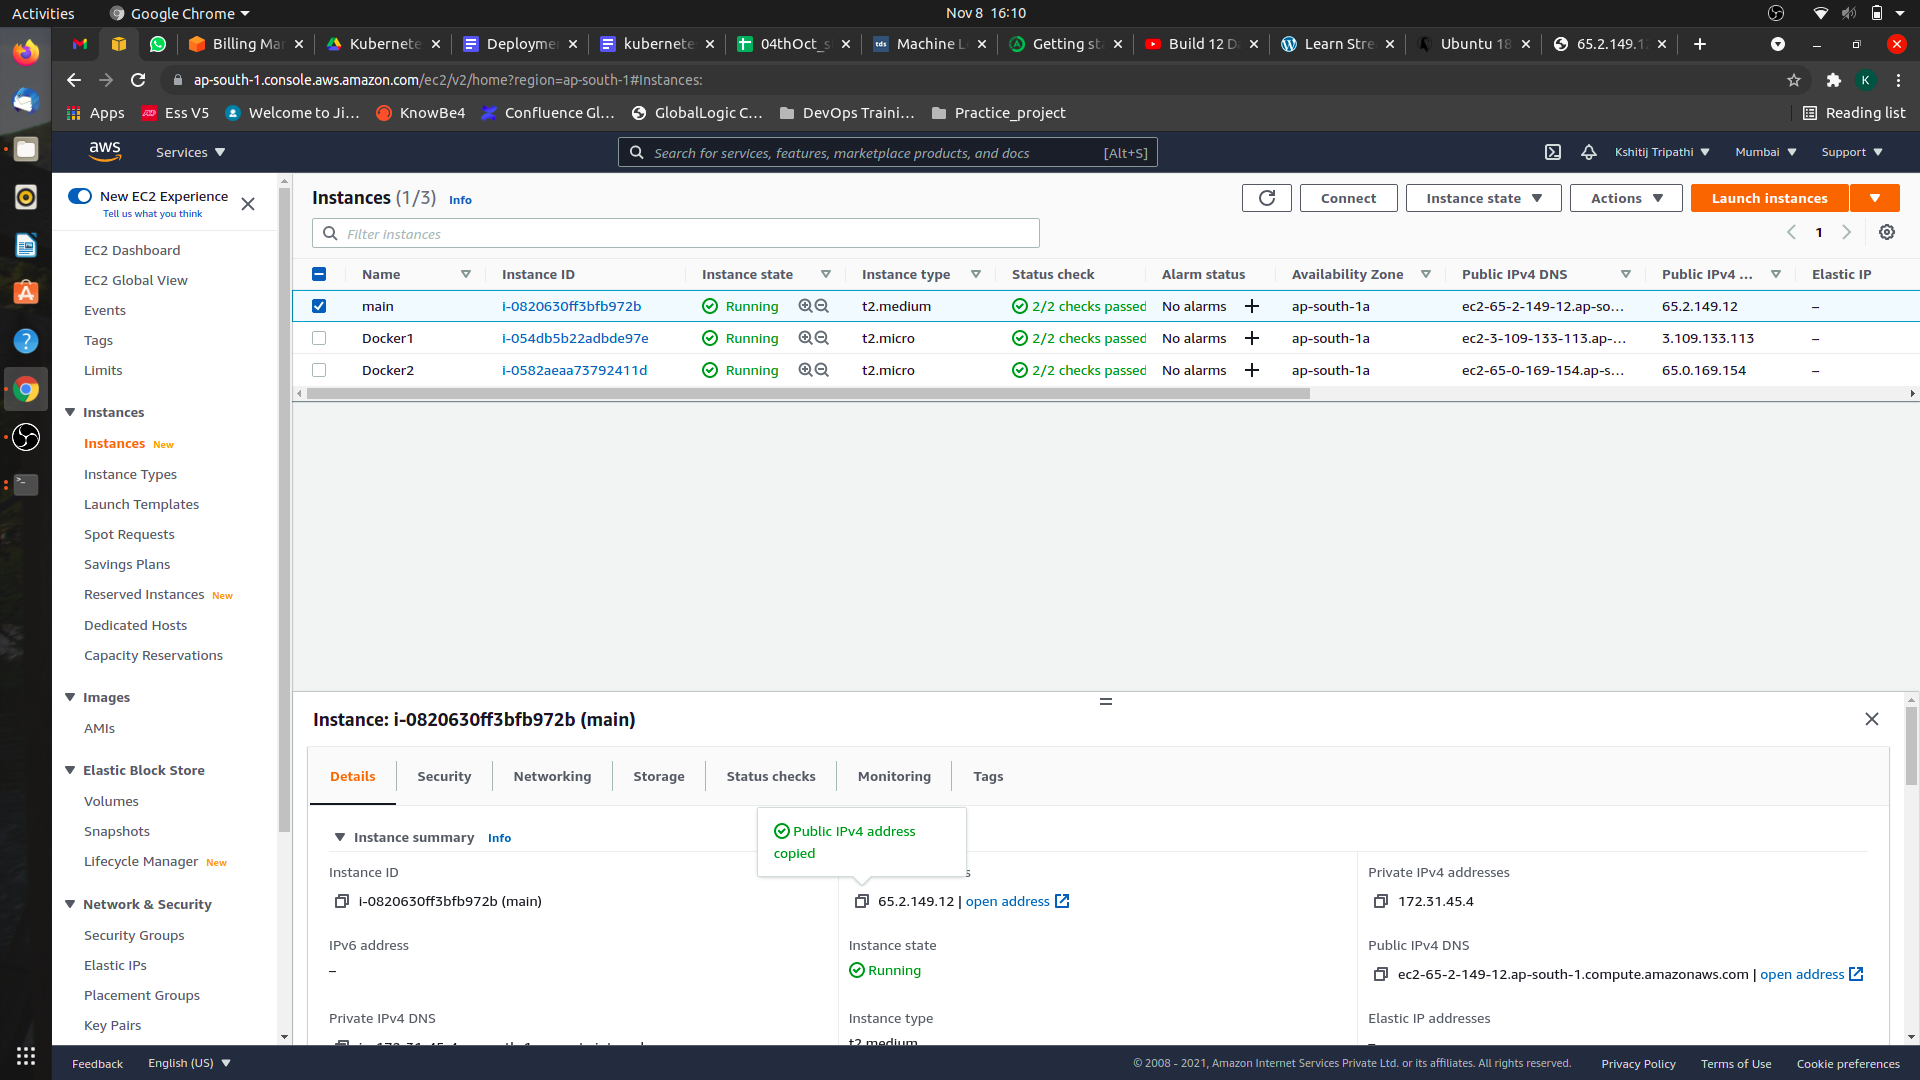 Activities
Google Chrome
Nov 8 16:10
Billing Mar
Kubernete
Deployme
kubernete
04thOct_s
Machine L
Getting st
Build 12 D
Learn Stre
Ubuntu 18
65.2.149.1
ap-south-1.console.aws.amazon.com/ec2/v2/home?region=ap-south-1#Instances:
K
Apps
Ess V5
Welcome to Ji...
KnowBe4
Confluence Gl...
GlobalLogic C...
DevOps Traini...
Practice_project
Reading list
aws
Services
Search for services, features, marketplace products, and docs
[Alt+S]
Kshitij Tripathi
Mumbai
Support
New EC2 Experience
Tell us what you think
EC2 Dashboard
EC2 Global View
Events
Tags
Limits
Instances
Instances New
Instance Types
Launch Templates
Spot Requests
Savings Plans
Reserved Instances New
Dedicated Hosts
Capacity Reservations
Images
AMIs
Elastic Block Store
Volumes
Snapshots
Lifecycle Manager New
Network & Security
Security Groups
Elastic IPs
Placement Groups
Key Pairs
Instances (1/3) Info
Connect
Instance state
Actions
Launch instances
Filter instances
1
Name Instance ID Instance state Instance type Status check Alarm status Availability Zone Public IPv4 DNS Public IPv4 ... Elastic IP
main i-0820630ff3bfb972b Running t2.medium 2/2 checks passed No alarms + ap-south-1a ec2-65-2-149-12.ap-so... 65.2.149.12 –
Docker1 i-054db5b22adbde97e Running t2.micro 2/2 checks passed No alarms + ap-south-1a ec2-3-109-133-113.ap-... 3.109.133.113 –
Docker2 i-0582aeaa73792411d Running t2.micro 2/2 checks passed No alarms + ap-south-1a ec2-65-0-169-154.ap-s... 65.0.169.154 –
Instance: i-0820630ff3bfb972b (main)
Details
Security
Networking
Storage
Status checks
Monitoring
Tags
Instance summary Info
Public IPv4 address
copied
Instance ID
i-0820630ff3bfb972b (main)
65.2.149.12 | open address
Private IPv4 addresses
172.31.45.4
IPv6 address
–
Instance state
Running
Public IPv4 DNS
ec2-65-2-149-12.ap-south-1.compute.amazonaws.com | open address
Private IPv4 DNS
Instance type
t2.medium
Elastic IP addresses
–
Feedback
English (US)
© 2008 - 2021, Amazon Internet Services Private Ltd. or its affiliates. All rights reserved.
Privacy Policy
Terms of Use
Cookie preferences